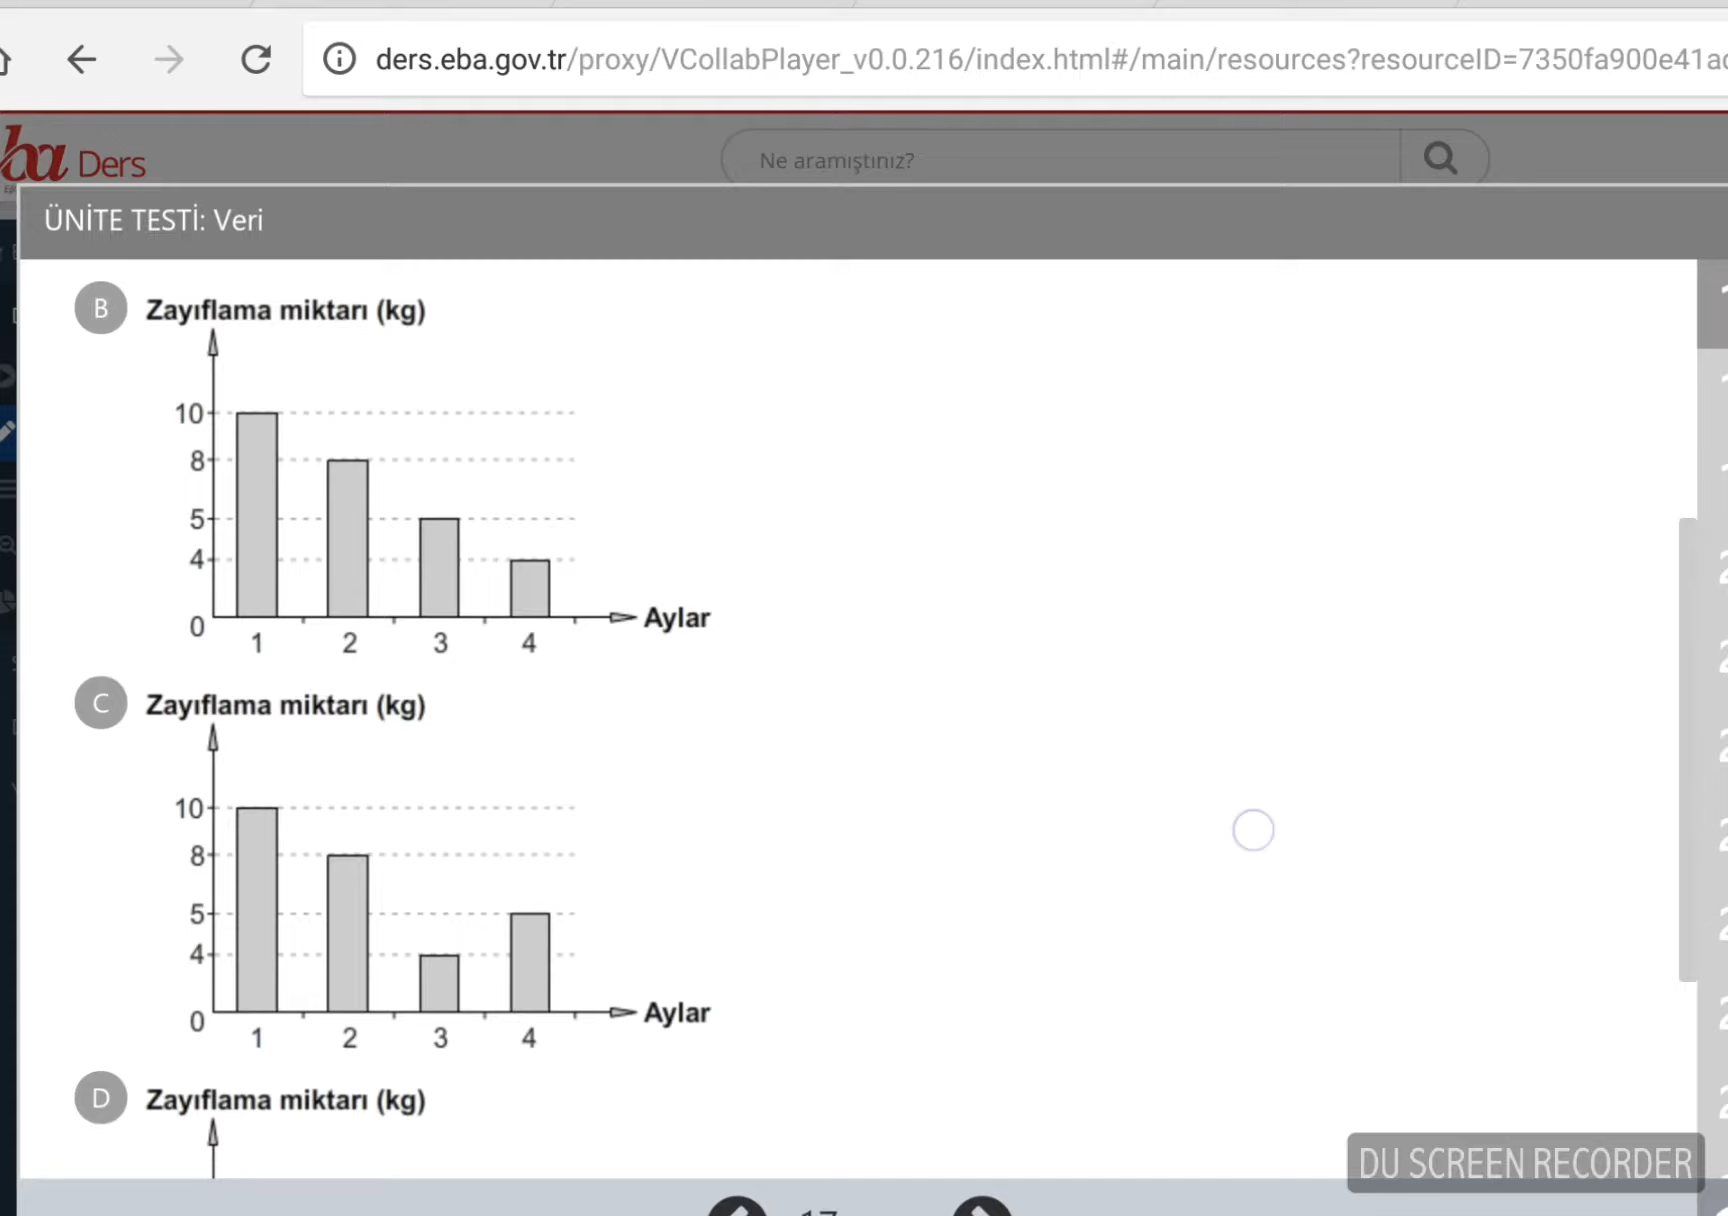 ders.eba.gov.tr/proxy/VCollabPlayer_v0.0.216/index.html#/main/resources?resourceID=7350fa900e41a
Ders
Ne aramıştınız?
ÜNİTE TESTİ: Veri
B Zayıflama miktarı (kg)
10
8
5
4
0
1 2 3 4
Aylar
C Zayıflama miktarı (kg)
10
8
5
4
0
1 2 3 4
Aylar
D Zayıflama miktarı (kg)
DU SCREEN RECORDER